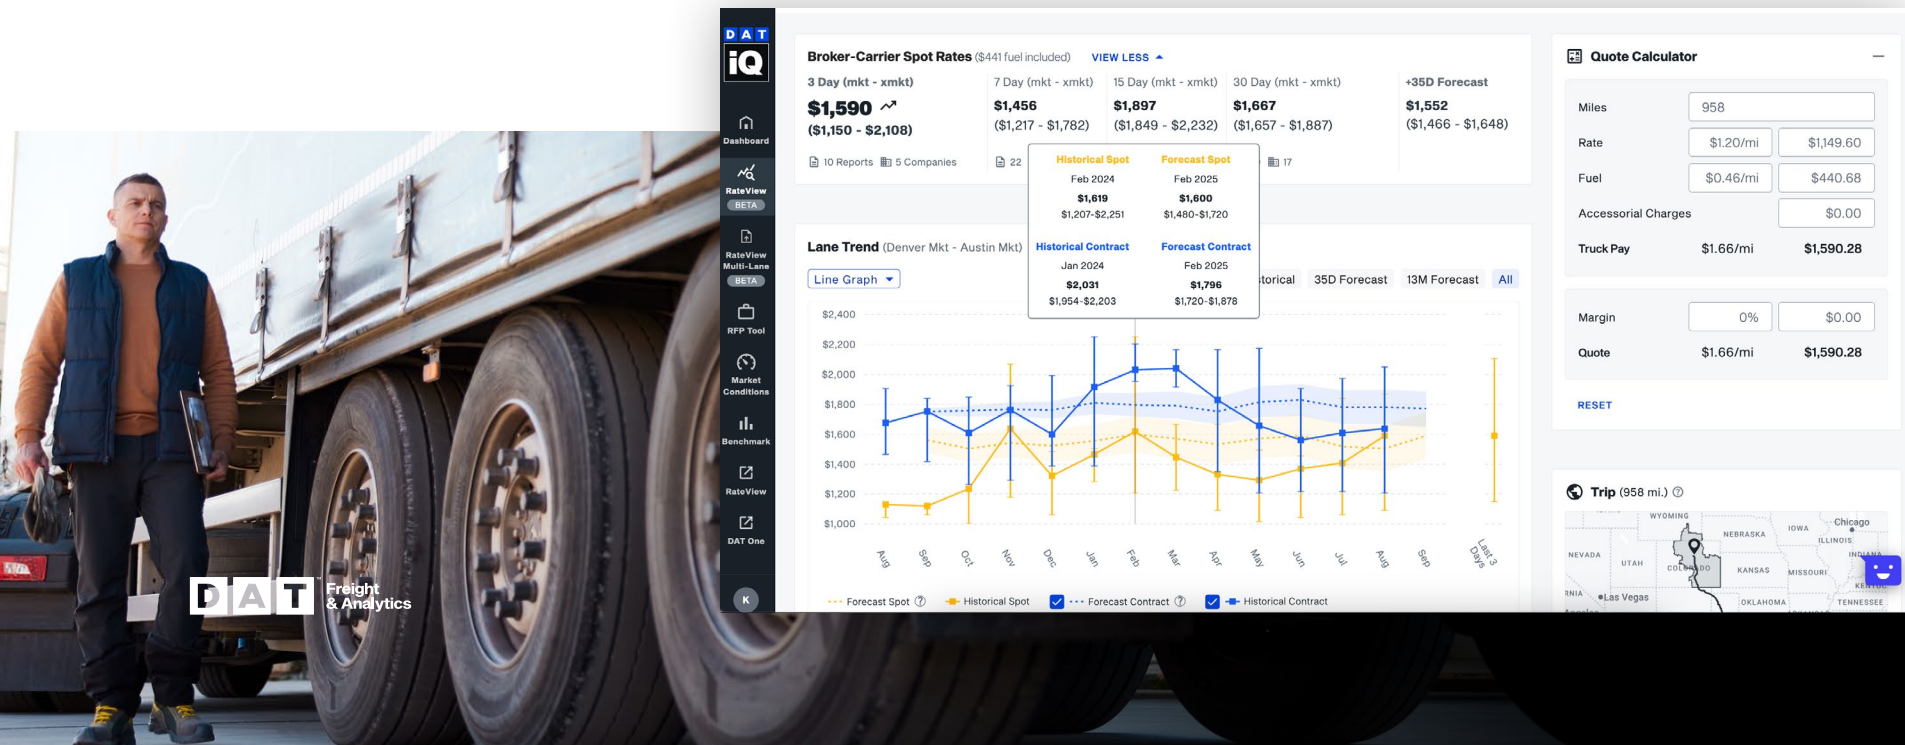 DAT
iQ
Dashboard
RateView
BETA
RateView
Multi-Lane
BETA
RFP Tool
Market
Conditions
Benchmark
RateView
DAT One
K
Broker-Carrier Spot Rates ($441 fuel included) VIEW LESS
3 Day (mkt - xmkt) 7 Day (mkt - xmkt) 15 Day (mkt - xmkt) 30 Day (mkt - xmkt) +35D Forecast
$1,590 $1,456 $1,897 $1,667 $1,552
($1,150 - $2,108) ($1,217 - $1,782) ($1,849 - $2,232) ($1,657 - $1,887) ($1,466 - $1,648)
10 Reports 5 Companies 22 17
Historical Spot Forecast Spot
Feb 2024 Feb 2025
$1,619 $1,600
$1,207-$2,251 $1,480-$1,720
Historical Contract Forecast Contract
Jan 2024 Feb 2025
$2,031 $1,796
$1,954-$2,203 $1,720-$1,878
Lane Trend (Denver Mkt - Austin Mkt)
Line Graph storical 35D Forecast 13M Forecast All
$2,400
$2,200
$2,000
$1,800
$1,600
$1,400
$1,200
$1,000
Aug Sep Oct Nov Dec Jan Feb Mar Apr May Jun Jul Aug Sep Last 3 Days
Forecast Spot Historical Spot Forecast Contract Historical Contract
Quote Calculator
Miles 958
Rate $1.20/mi $1,149.60
Fuel $0.46/mi $440.68
Accessorial Charges $0.00
Truck Pay $1.66/mi $1,590.28
Margin 0% $0.00
Quote $1.66/mi $1,590.28
RESET
Trip (958 mi.)
WYOMING
Chicago
IOWA
NEBRASKA
ILLINOIS
NEVADA
INDIANA
UTAH
COLORADO
KANSAS
MISSOURI
Las Vegas
OKLAHOMA
TENNESSEE
DAT Freight
& Analytics